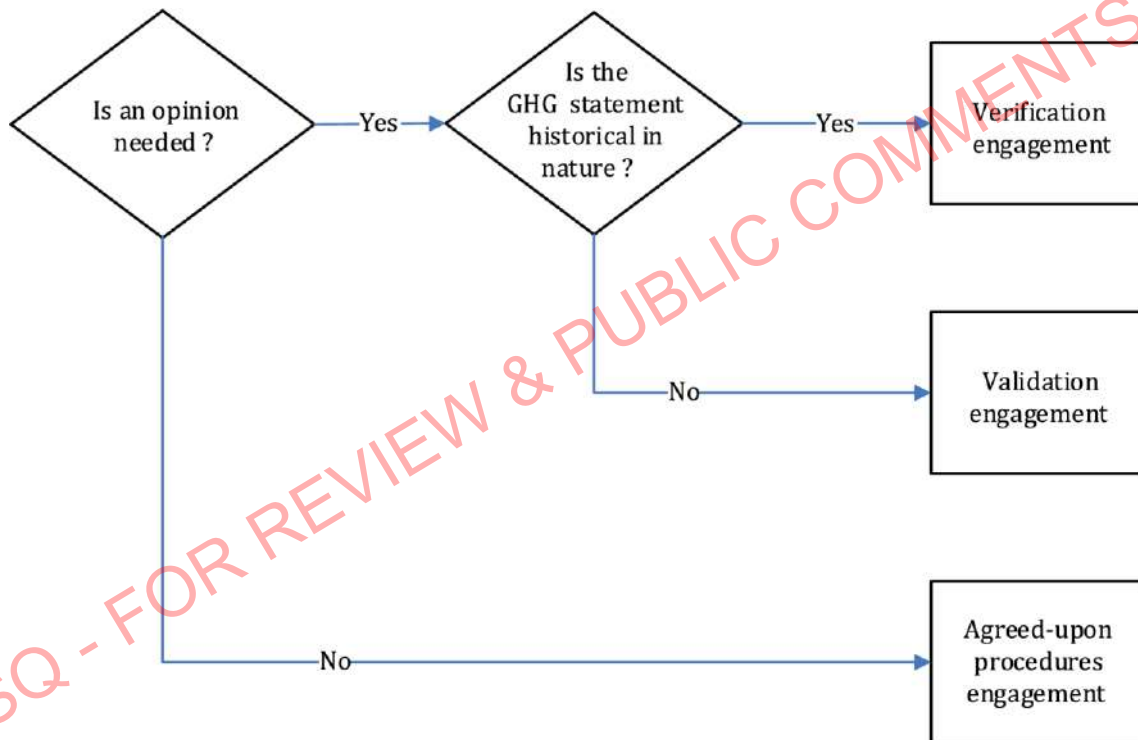 Is an opinion
needed ?
Yes
Is the
GHG statement
historical in
nature ?
Yes
Verification
engagement
No
Validation
engagement
No
Agreed-upon
procedures
engagement
SQ - FOR REVIEW & PUBLIC COMMENTS